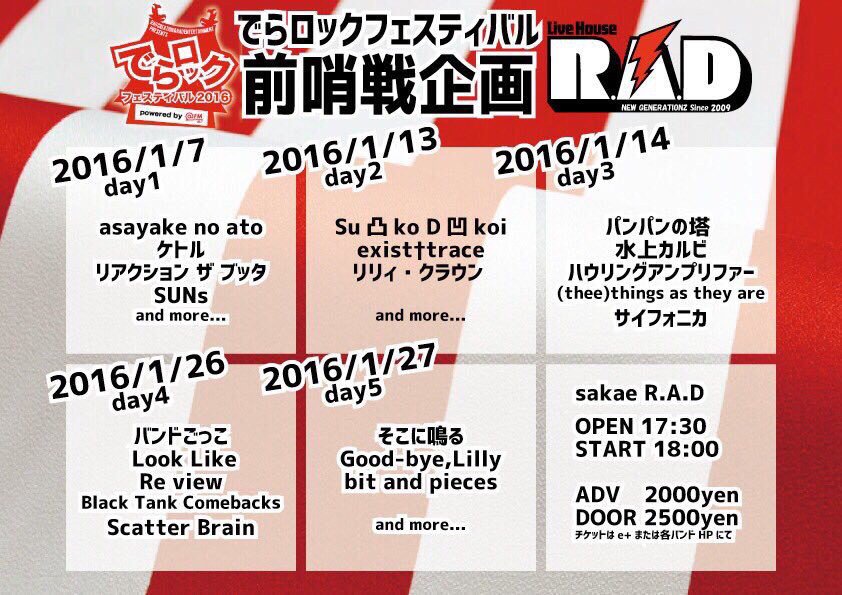 DERACREATION&RADENTERTAINMENT
PRESENTS
でらロック
フェスティバル2016
powered by @FM
でらロックフェスティバル
前哨戦企画
Live House
R.A.D
NEW GENERATIONZ Since 2009
2016/1/7
day1
asayake no ato
ケトル
リアクション ザ ブッタ
SUNs
and more...
2016/1/13
day2
Su 凸 ko D 凹 koi
exist†trace
リリィ・クラウン
and more...
2016/1/14
day3
パンパンの塔
水上カルビ
ハウリングアンプリファー
(thee)things as they are
サイフォニカ
2016/1/26
day4
バンドごっこ
Look Like
Re view
Black Tank Comebacks
Scatter Brain
2016/1/27
day5
そこに鳴る
Good-bye,Lilly
bit and pieces
and more...
sakae R.A.D
OPEN 17:30
START 18:00
ADV 2000yen
DOOR 2500yen
チケットは e+ または各バンド HP にて